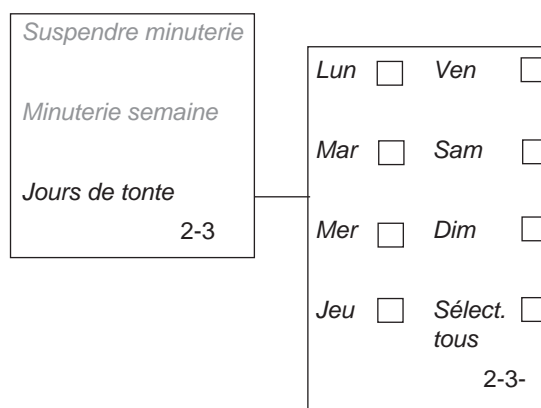 Suspendre minuterie
Minuterie semaine
Jours de tonte
2-3
Lun Ven
Mar Sam
Mer Dim
Jeu Sélect.
tous
2-3-